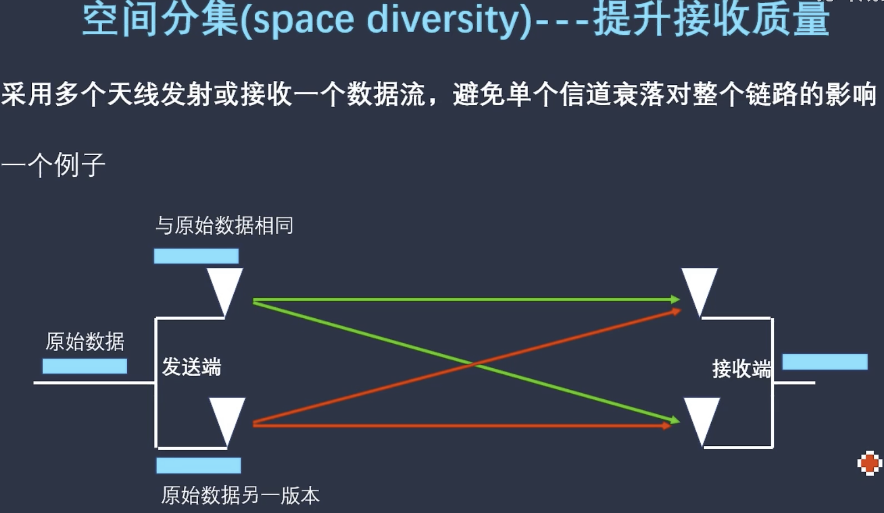 空间分集(space diversity)---提升接收质量
采用多个天线发射或接收一个数据流，避免单个信道衰落对整个链路的影响
一个例子
与原始数据相同
原始数据
发送端
接收端
原始数据另一版本